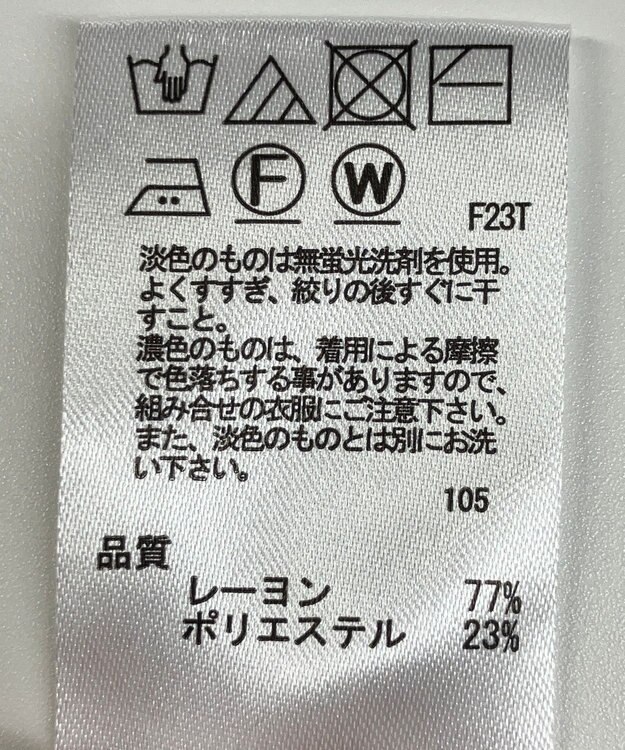 F
W
F23T
淡色のものは無蛍光洗剤を使用。
よくすすぎ、絞りの後すぐに干
すこと。
濃色のものは、着用による摩擦
で色落ちする事がありますので、
組み合せの衣服にご注意下さい。
また、淡色のものとは別にお洗
い下さい。
105
品質
レーヨン 77%
ポリエステル 23%